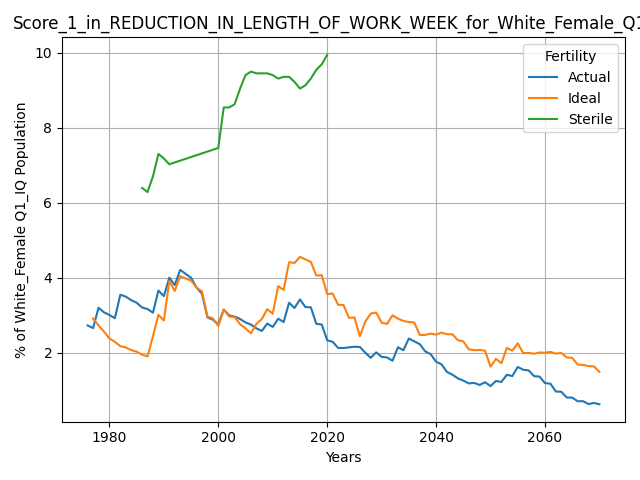 Score_1_in_REDUCTION_IN_LENGTH_OF_WORK_WEEK_for_White_Female_Q1
% of White_Female Q1_IQ Population
10
8
6
4
2
Fertility
Actual
Ideal
Sterile
1980
2000
2020
2040
2060
Years